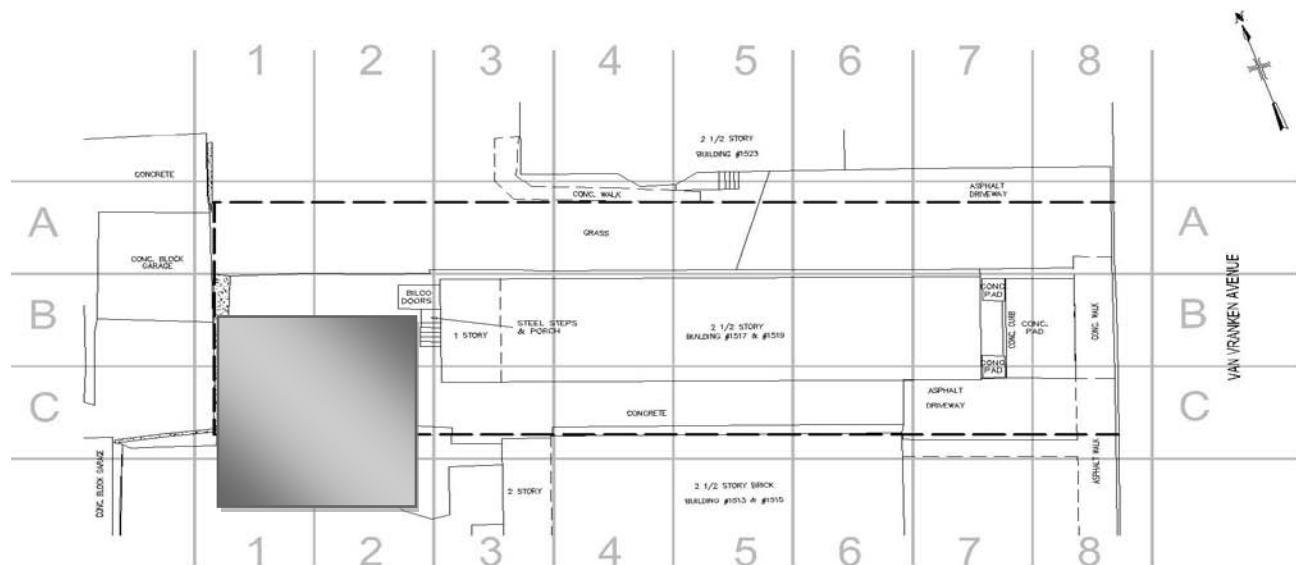 1 2 3 4 5 6 7 8
2 1/2 STORY
BUILDING #1523
CONCRETE
CONC. WALK
ASPHALT
DRIVEWAY
A
A
GRASS
CONC. BLOCK
GARAGE
VAN VRANKEN AVENUE
BILCO
DOORS
CONC
PAD
B
B
STEEL STEPS
& PORCH
1 STORY
2 1/2 STORY
BUILDING #1517 & #1519
CONC. CURB
CONC.
PAD
CONC. WALK
CONC
PAD
C
C
ASPHALT
DRIVEWAY
CONCRETE
CONC. BLOCK GARAGE
ASPHALT WALK
2 STORY
2 1/2 STORY BRICK
BUILDING #1513 & #1515
1 2 3 4 5 6 7 8